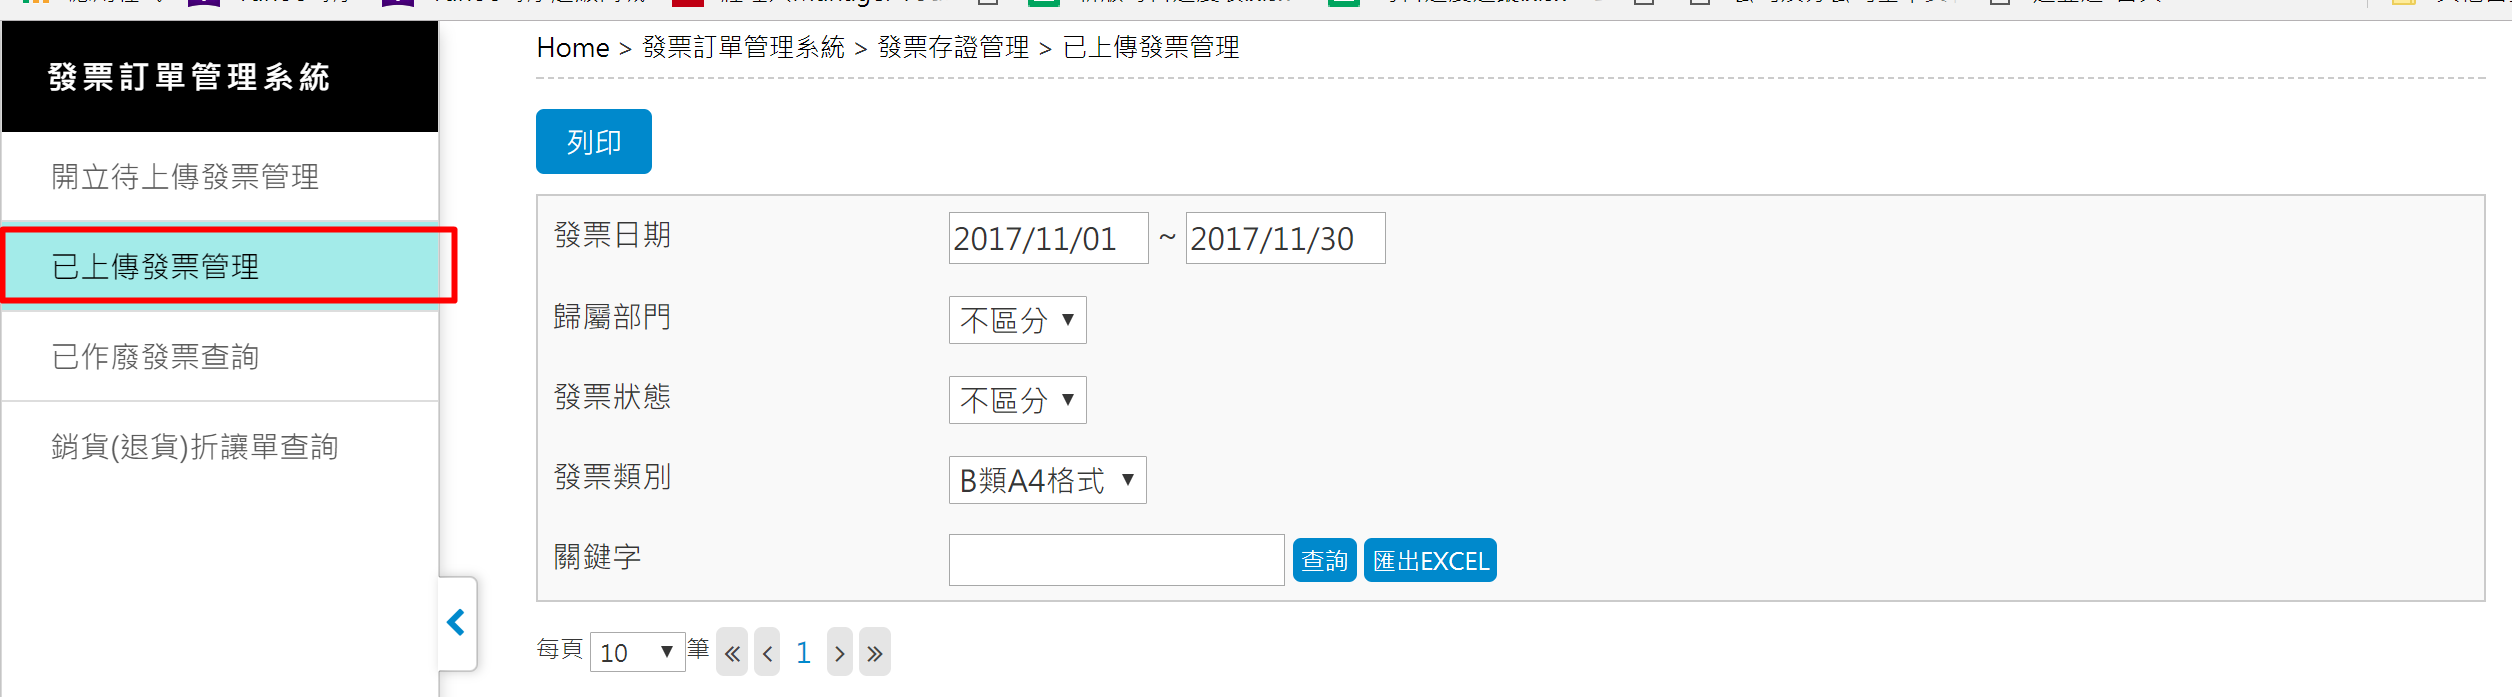 Home > 發票訂單管理系統 > 發票存證管理 > 已上傳發票管理
發票訂單管理系統
開立待上傳發票管理
已上傳發票管理
已作廢發票查詢
銷貨(退貨)折讓單查詢
列印
發票日期 2017/11/01 ~ 2017/11/30
歸屬部門 不區分 ▼
發票狀態 不區分 ▼
發票類別 B類A4格式 ▼
關鍵字 查詢 匯出EXCEL
每頁 10 ▼ 筆 « ‹ 1 › »